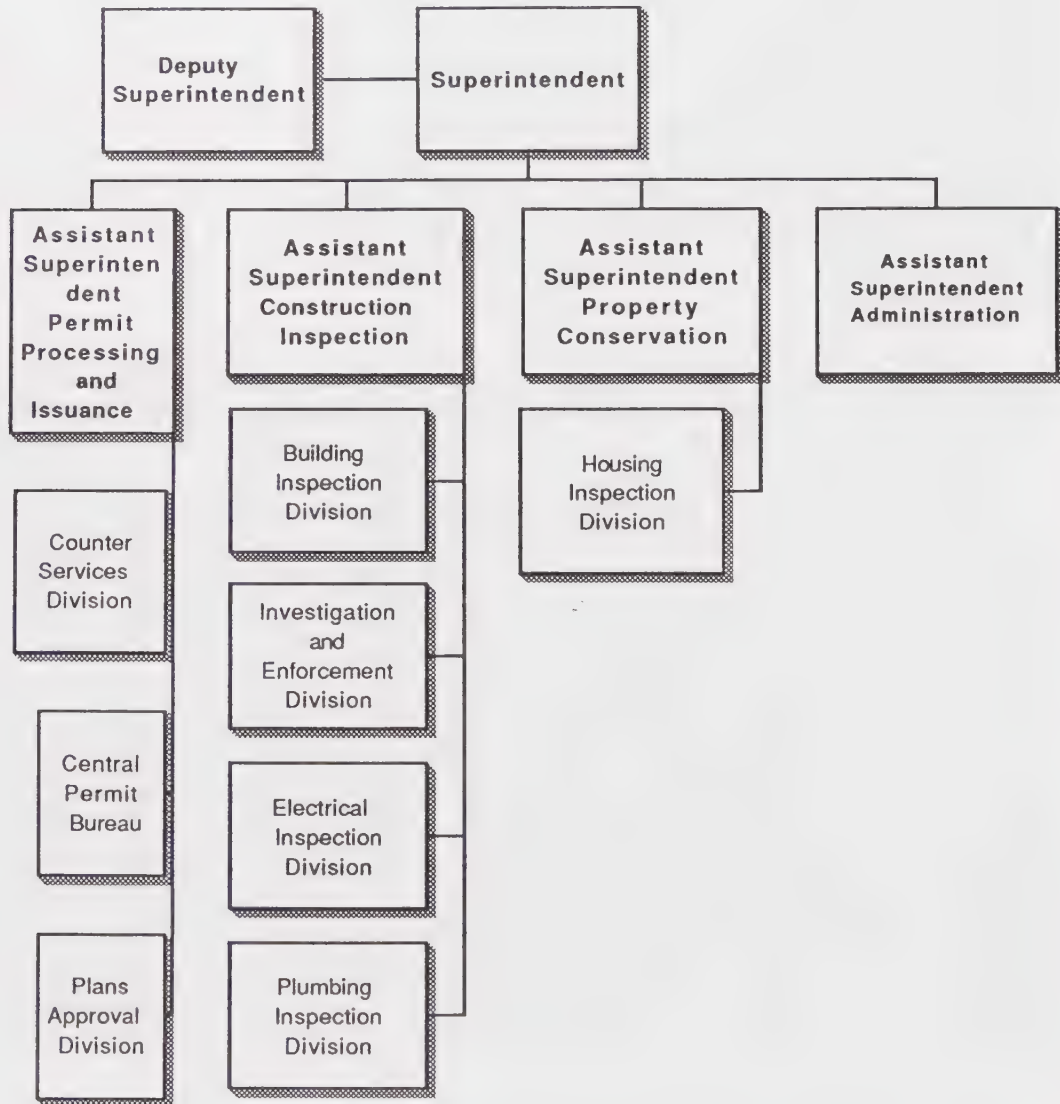 Deputy
Superintendent
Superintendent
Assistant
Superinten
dent
Permit
Processing
and
Issuance
Assistant
Superintendent
Construction
Inspection
Assistant
Superintendent
Property
Conservation
Assistant
Superintendent
Administration
Counter
Services
Division
Central
Permit
Bureau
Plans
Approval
Division
Building
Inspection
Division
Investigation
and
Enforcement
Division
Electrical
Inspection
Division
Plumbing
Inspection
Division
Housing
Inspection
Division